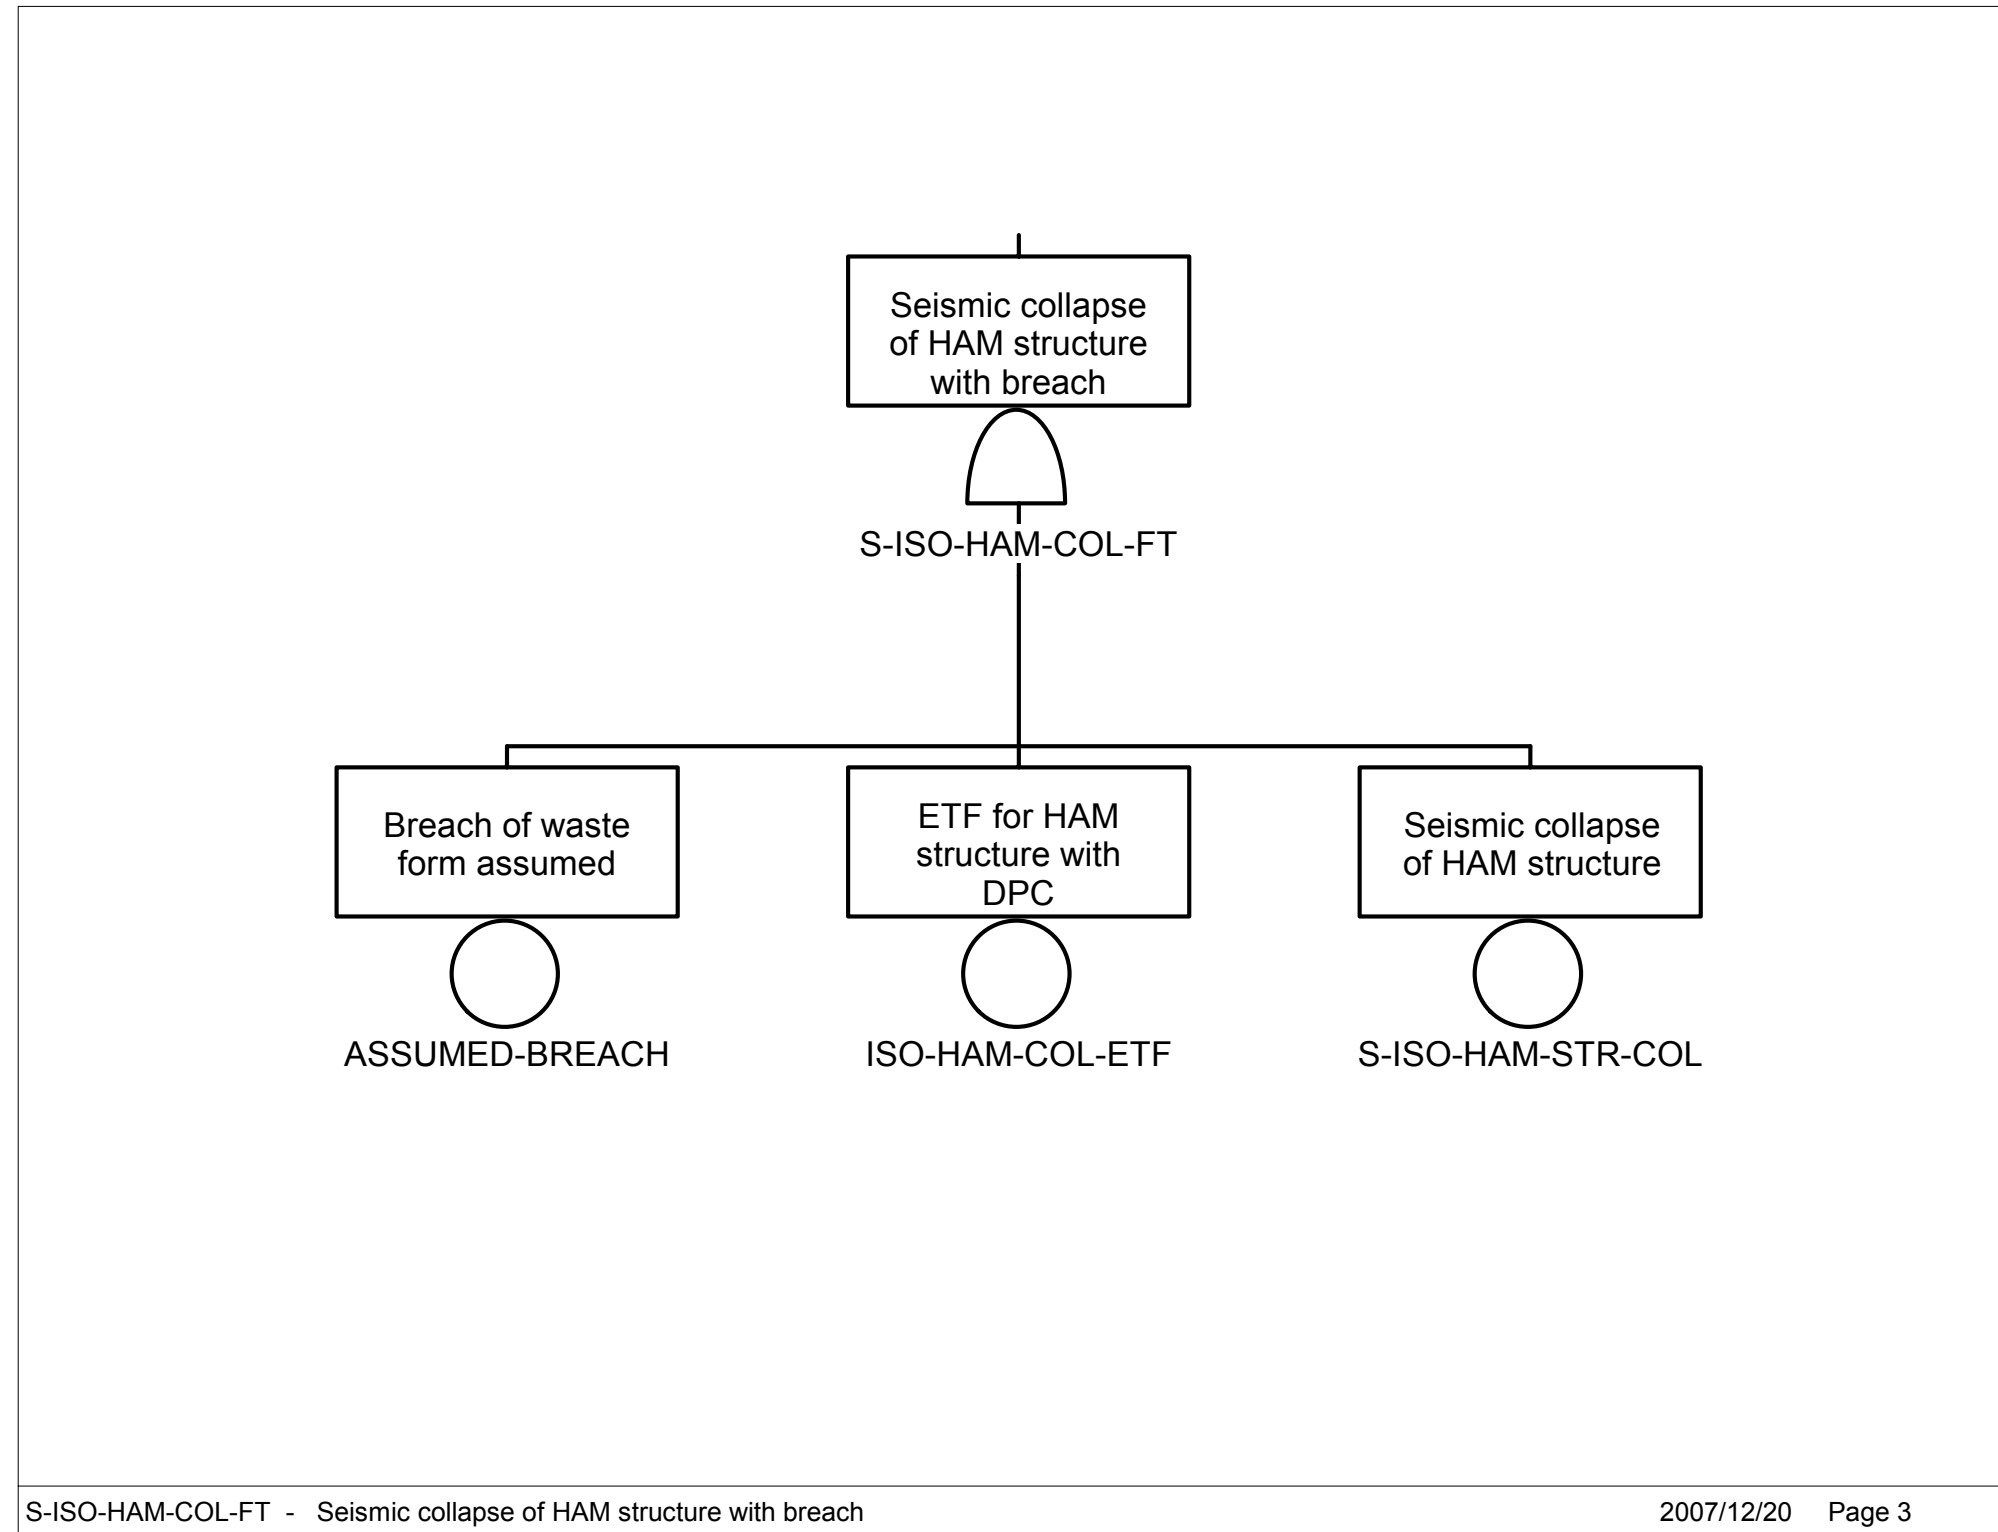 Seismic collapse
of HAM structure
with breach
S-ISO-HAM-COL-FT
Breach of waste
form assumed
ASSUMED-BREACH
ETF for HAM
structure with
DPC
ISO-HAM-COL-ETF
Seismic collapse
of HAM structure
S-ISO-HAM-STR-COL
S-ISO-HAM-COL-FT - Seismic collapse of HAM structure with breach
2007/12/20 Page 3